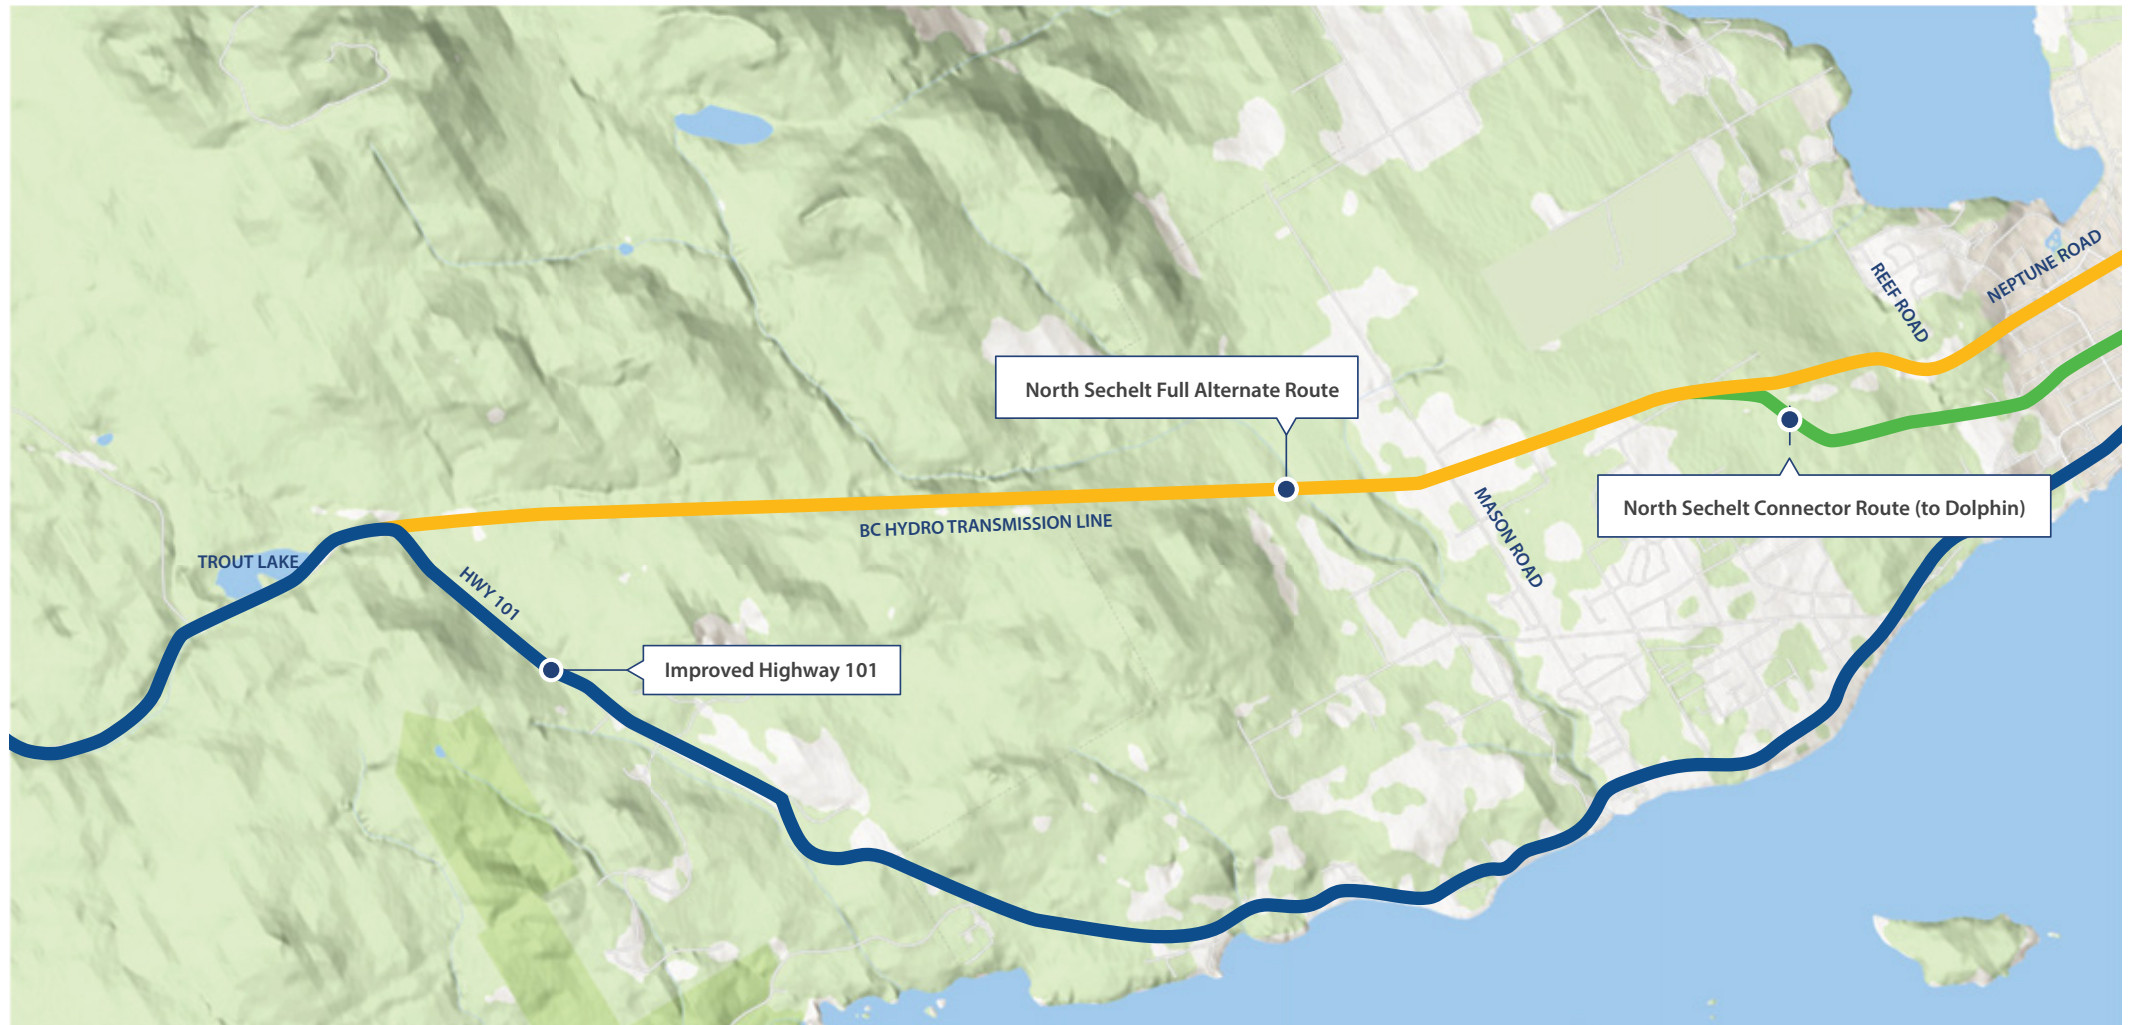 NEPTUNE ROAD
REEF ROAD
North Sechelt Full Alternate Route
North Sechelt Connector Route (to Dolphin)
BC HYDRO TRANSMISSION LINE
MASON ROAD
TROUT LAKE
HWY 101
Improved Highway 101